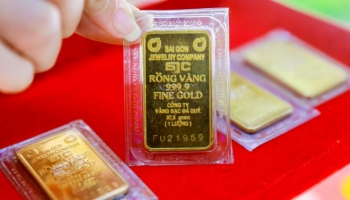 SAI GON
JEWELRY COMPANY
SJC
RỒNG VÀNG
999.9
FINE GOLD
CÔNG TY
VÀNG BẠC ĐÁ QUÝ
37,5 gram
(1 LƯỢNG)
FU21959